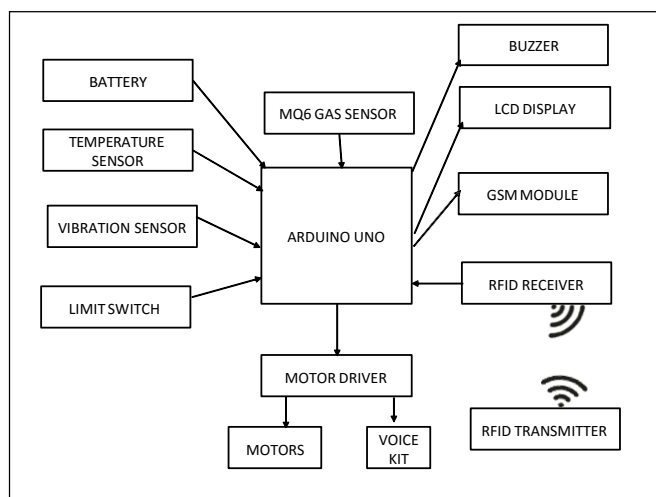 BATTERY
TEMPERATURE
SENSOR
VIBRATION SENSOR
LIMIT SWITCH
MQ6 GAS SENSOR
ARDUINO UNO
MOTOR DRIVER
MOTORS
VOICE
KIT
BUZZER
LCD DISPLAY
GSM MODULE
RFID RECEIVER
RFID TRANSMITTER